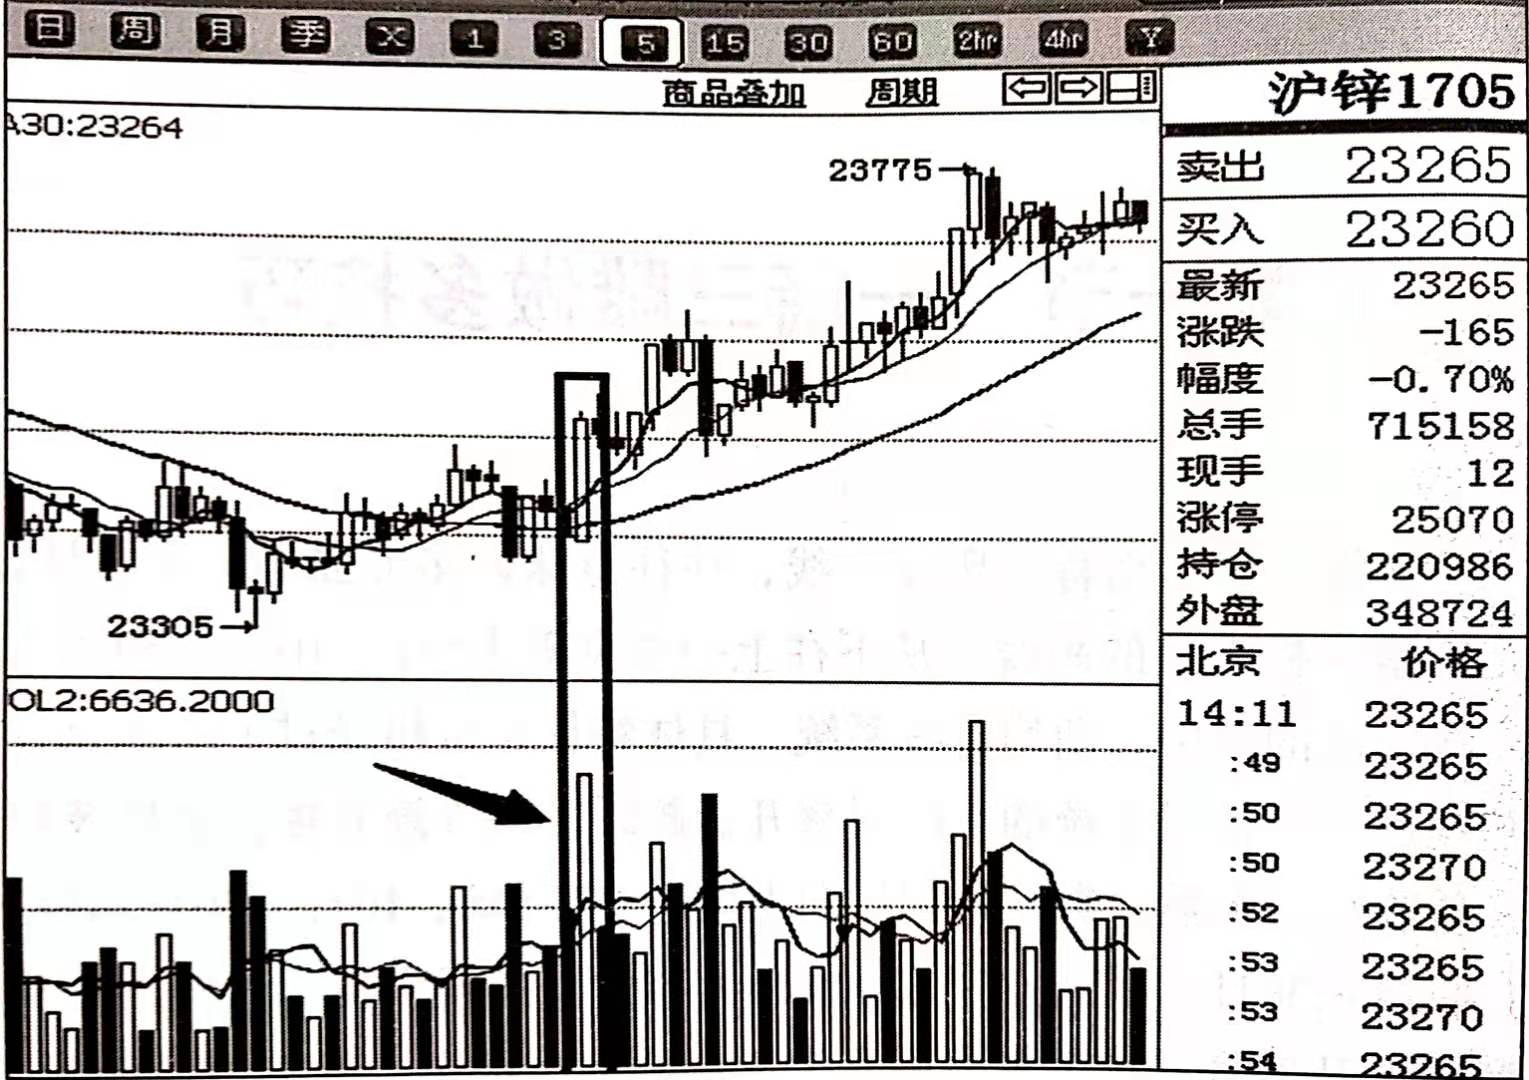 日 周 月 季 X 1 3 5 15 30 60 2hr 4hr Y
商品叠加 周期
沪锌1705
A30:23264
23775
23305
OL2:6636.2000
卖出 23265
买入 23260
最新 23265
涨跌 -165
幅度 -0.70%
总手 715158
现手 12
涨停 25070
持仓 220986
外盘 348724
北京 价格
14:11 23265
:49 23265
:50 23265
:50 23270
:52 23265
:53 23265
:53 23270
:54 23265